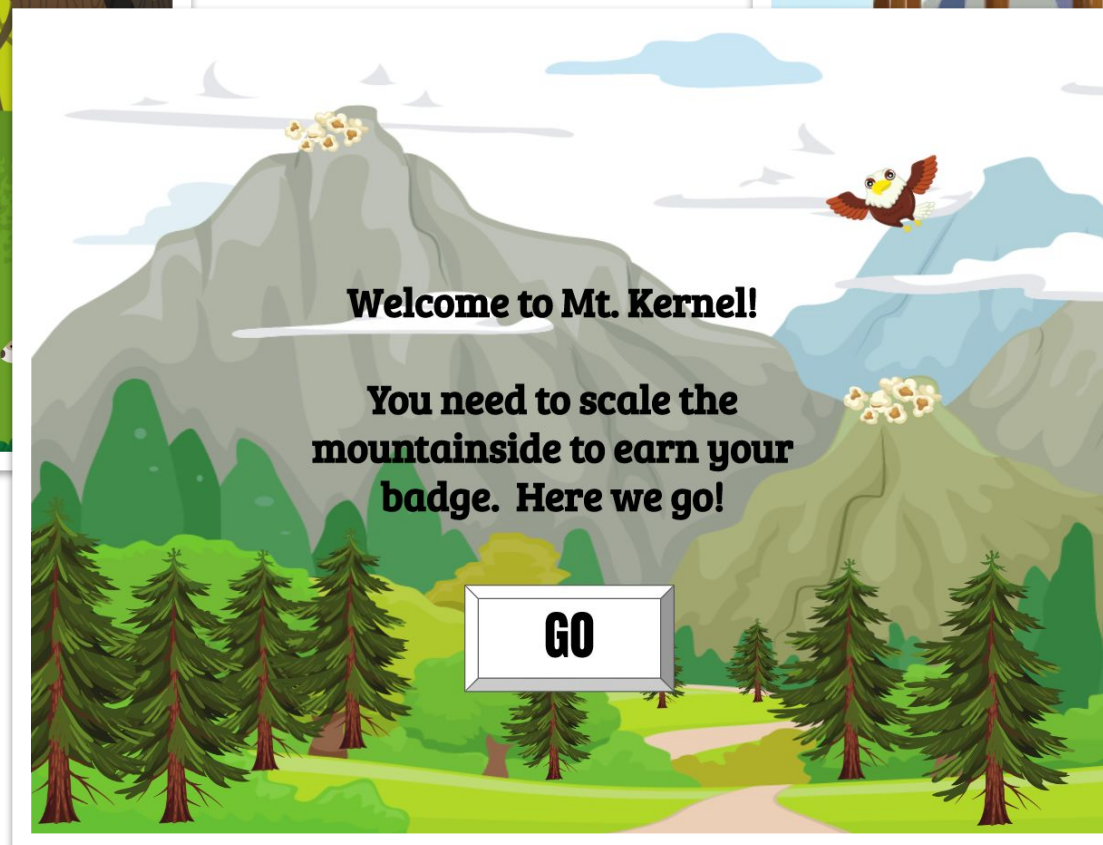 Welcome to Mt. Kernel!
You need to scale the
mountainside to earn your
badge.  Here we go!
GO